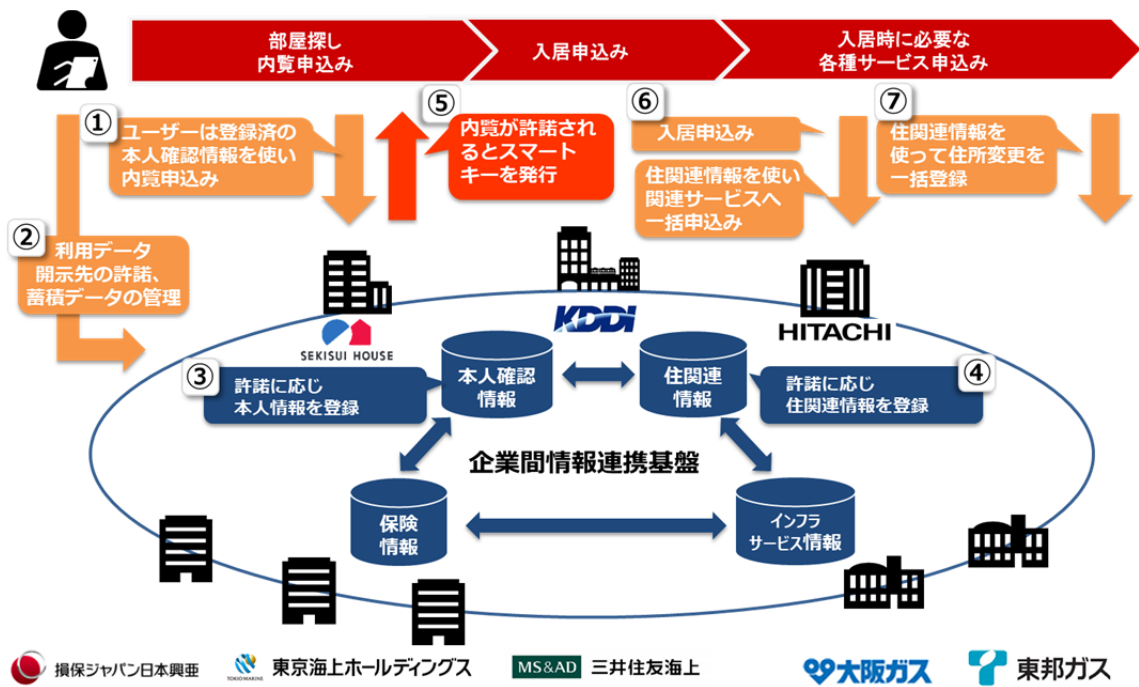 部屋探し
内覧申込み
入居申込み
入居時に必要な
各種サービス申込み
①
ユーザーは登録済の
本人確認情報を使い
内覧申込み
⑤
内覧が許諾され
るとスマート
キーを発行
⑥
入居申込み
住関連情報を使い
関連サービスへ
一括申込み
⑦
住関連情報を
使って住所変更を
一括登録
②
利用データ
開示先の許諾、
蓄積データの管理
SEKISUI HOUSE
KDDI
HITACHI
③
許諾に応じ
本人情報を登録
本人確認
情報
住関連
情報
④
許諾に応じ
住関連情報を登録
企業間情報連携基盤
保険
情報
インフラ
サービス情報
損保ジャパン日本興亜
TOKIO MARINE
東京海上ホールディングス
MS&AD
三井住友海上
大阪ガス
東邦ガス